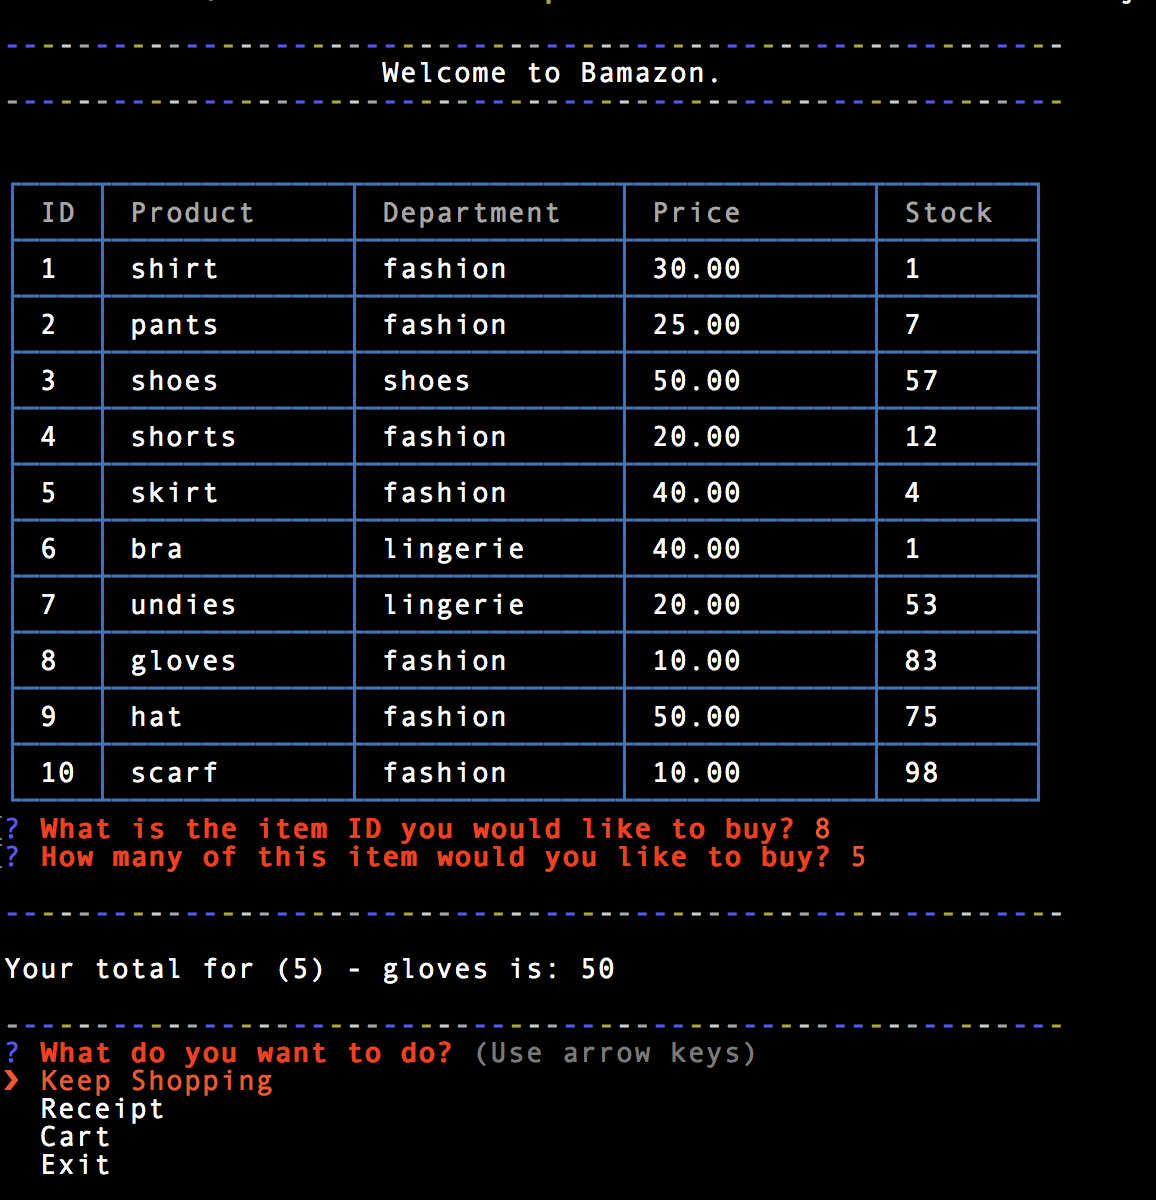 Welcome to Bamazon.
ID Product Department Price Stock
1 shirt fashion 30.00 1
2 pants fashion 25.00 7
3 shoes shoes 50.00 57
4 shorts fashion 20.00 12
5 skirt fashion 40.00 4
6 bra lingerie 40.00 1
7 undies lingerie 20.00 53
8 gloves fashion 10.00 83
9 hat fashion 50.00 75
10 scarf fashion 10.00 98
? What is the item ID you would like to buy? 8
? How many of this item would you like to buy? 5
Your total for (5) - gloves is: 50
? What do you want to do? (Use arrow keys)
❯ Keep Shopping
Receipt
Cart
Exit